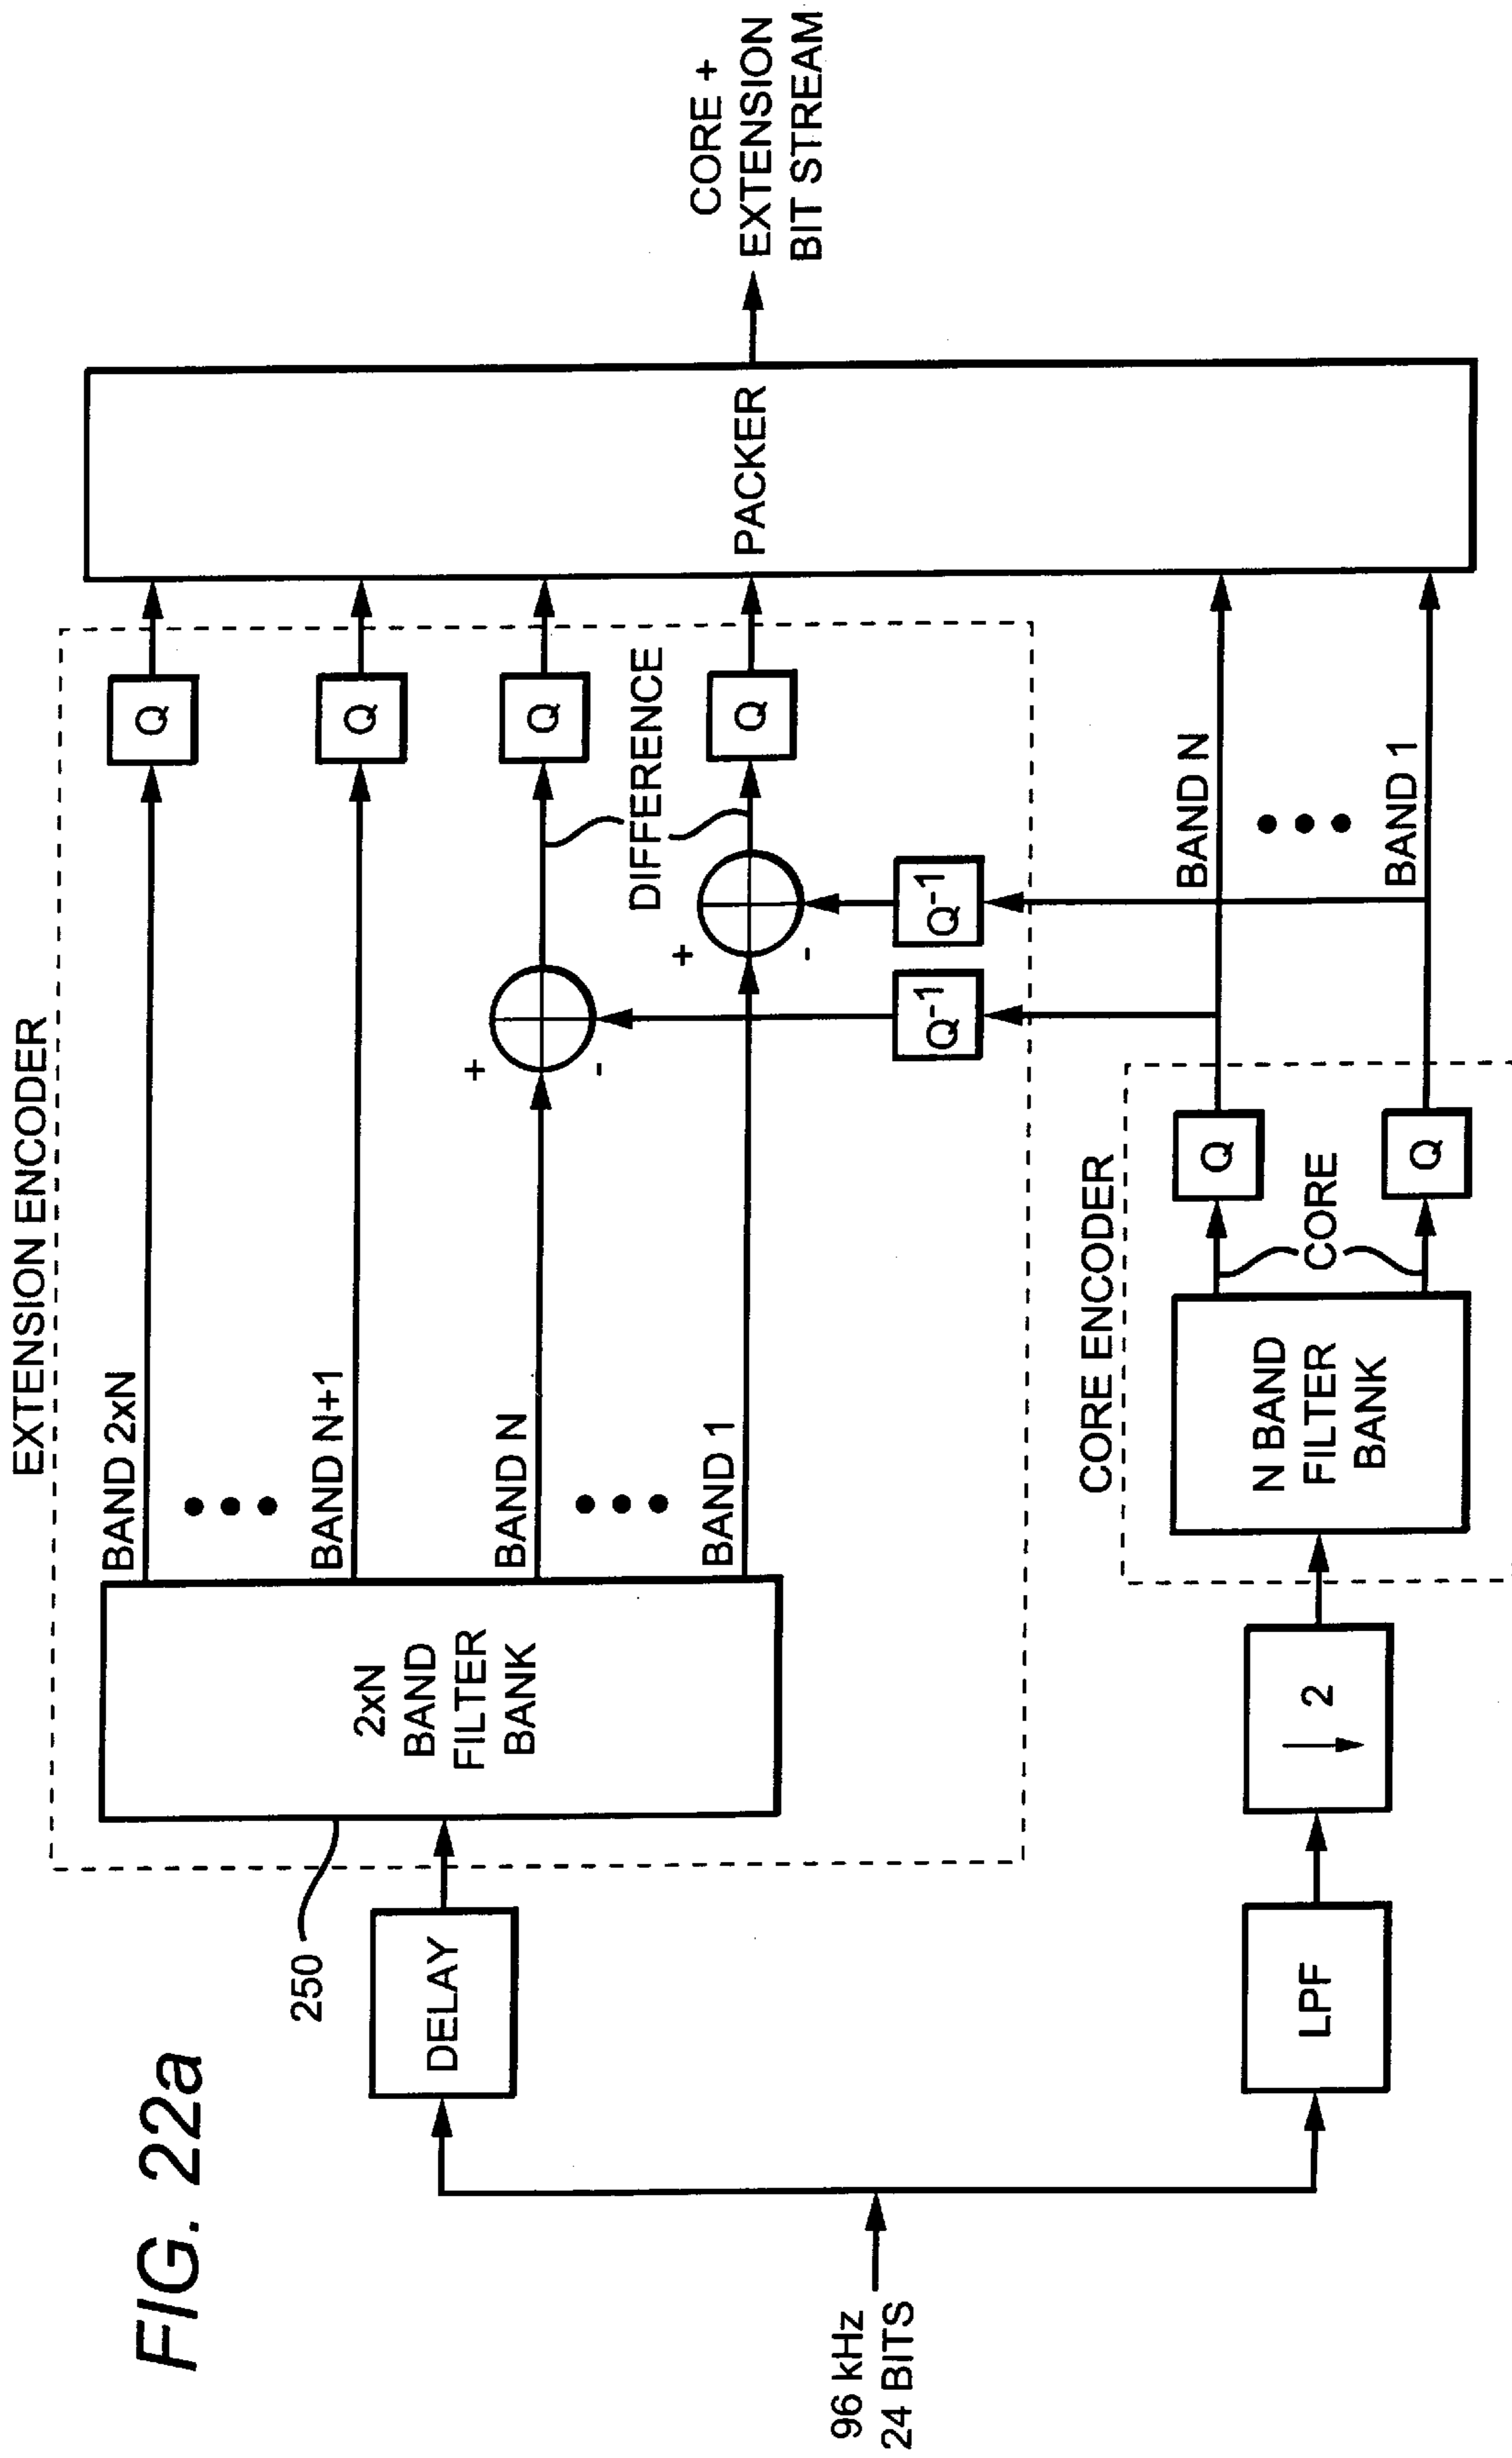 FIG. 22a
96 kHz
24 BITS
DELAY
250
LPF
↓ 2
EXTENSION ENCODER
2xN
BAND
FILTER
BANK
BAND 2xN
BAND N+1
BAND N
BAND 1
+
-
+
-
DIFFERENCE
Q
Q
Q
Q
Q-1
Q-1
CORE ENCODER
N BAND
FILTER
BANK
CORE
Q
Q
BAND N
BAND 1
PACKER
CORE +
EXTENSION
BIT STREAM